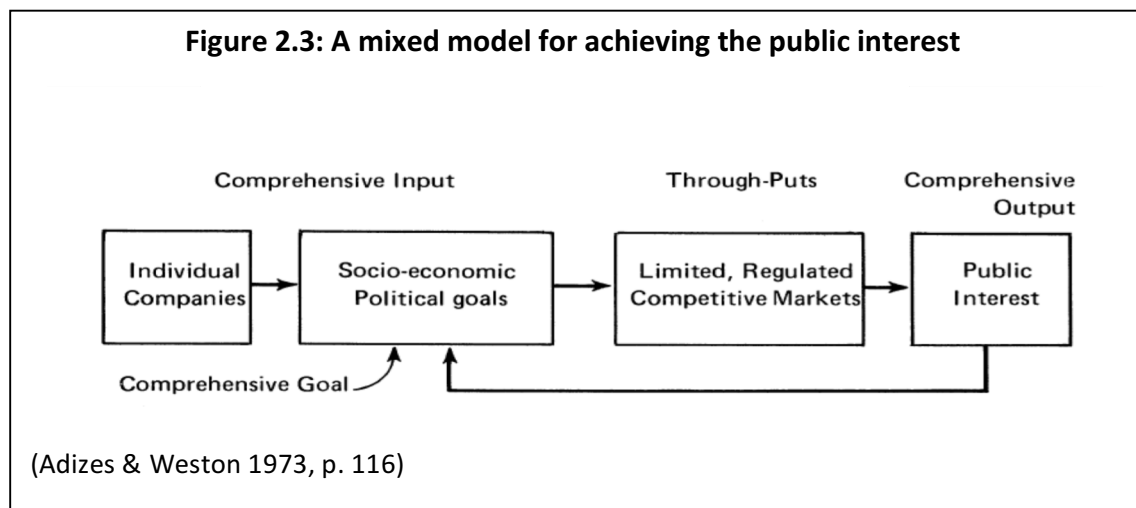 Figure 2.3: A mixed model for achieving the public interest
Comprehensive Input
Through-Puts
Comprehensive
Output
Individual
Companies
Socio-economic
Political goals
Limited, Regulated
Competitive Markets
Public
Interest
Comprehensive Goal
(Adizes & Weston 1973, p. 116)